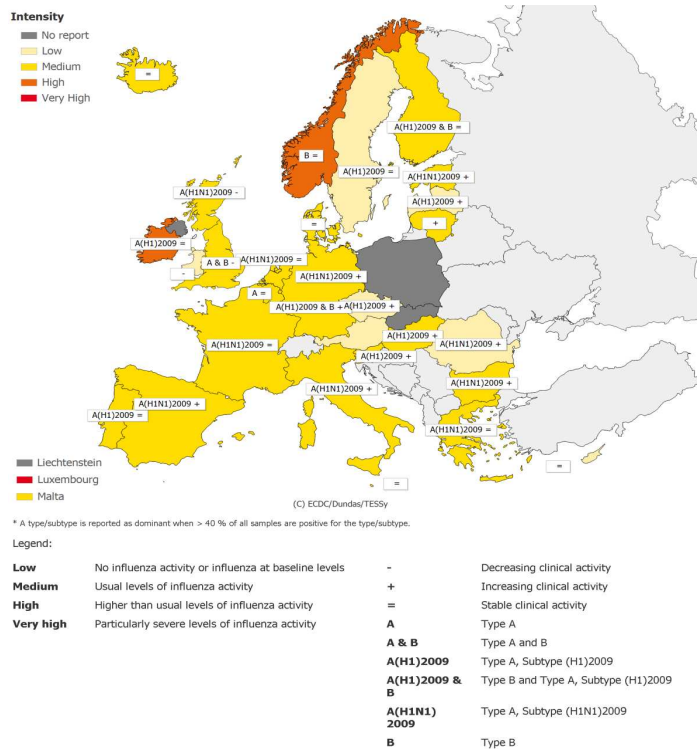 Intensity
No report
Low
Medium
High
Very High
=
A(H1)2009 & B =
B =
A(H1)2009 =
A(H1N1)2009 +
A(H1)2009 +
+
A(H1N1)2009 -
=
A(H1)2009 =
A & B -
A(H1N1)2009 =
-
A(H1N1)2009 +
A =
A(H1)2009 & B +
A(H1)2009 +
A(H1N1)2009 =
A(H1)2009 +
A(H1N1)2009 +
A(H1)2009 +
A(H1N1)2009 +
A(H1N1)2009 +
A(H1N1)2009 +
A(H1)2009 =
A(H1N1)2009 =
=
=
Liechtenstein
Luxembourg
Malta
(C) ECDC/Dundas/TESSy
* A type/subtype is reported as dominant when > 40 % of all samples are positive for the type/subtype.
Legend:
Low No influenza activity or influenza at baseline levels - Decreasing clinical activity
Medium Usual levels of influenza activity + Increasing clinical activity
High Higher than usual levels of influenza activity = Stable clinical activity
Very high Particularly severe levels of influenza activity A Type A
A & B Type A and B
A(H1)2009 Type A, Subtype (H1)2009
A(H1)2009 & Type B and Type A, Subtype (H1)2009
B
A(H1N1) Type A, Subtype (H1N1)2009
2009
B Type B